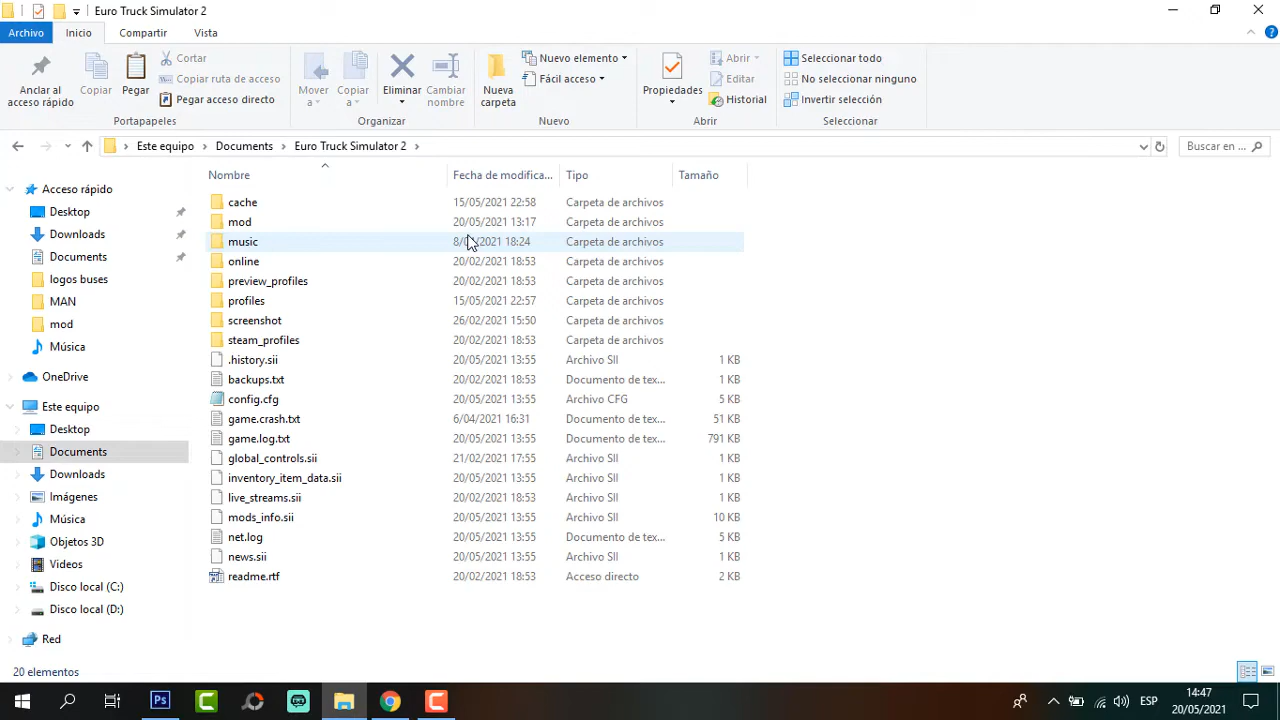 Euro Truck Simulator 2
Archivo Inicio Compartir Vista
Anclar al acceso rápido
Copiar
Pegar
Cortar
Copiar ruta de acceso
Pegar acceso directo
Portapapeles
Mover a
Copiar a
Eliminar
Cambiar nombre
Organizar
Nueva carpeta
Nuevo elemento
Fácil acceso
Nuevo
Propiedades
Abrir
Editar
Historial
Abrir
Seleccionar todo
No seleccionar ninguno
Invertir selección
Seleccionar
Este equipo > Documents > Euro Truck Simulator 2 >
Buscar en ...
Acceso rápido
Desktop
Downloads
Documents
logos buses
MAN
mod
Música
OneDrive
Este equipo
Desktop
Documents
Downloads
Imágenes
Música
Objetos 3D
Videos
Disco local (C:)
Disco local (D:)
Red
Nombre Fecha de modifica... Tipo Tamaño
cache 15/05/2021 22:58 Carpeta de archivos
mod 20/05/2021 13:17 Carpeta de archivos
music 2021 18:24 Carpeta de archivos
online 20/02/2021 18:53 Carpeta de archivos
preview_profiles 20/02/2021 18:53 Carpeta de archivos
profiles 15/05/2021 22:57 Carpeta de archivos
screenshot 26/02/2021 15:50 Carpeta de archivos
steam_profiles 20/02/2021 18:53 Carpeta de archivos
.history.sii 20/05/2021 13:55 Archivo SII 1 KB
backups.txt 20/02/2021 18:53 Documento de tex... 1 KB
config.cfg 20/05/2021 13:55 Archivo CFG 5 KB
game.crash.txt 6/04/2021 16:31 Documento de tex... 51 KB
game.log.txt 20/05/2021 13:55 Documento de tex... 791 KB
global_controls.sii 21/02/2021 17:55 Archivo SII 1 KB
inventory_item_data.sii 20/05/2021 13:55 Archivo SII 1 KB
live_streams.sii 20/02/2021 18:53 Archivo SII 1 KB
mods_info.sii 20/05/2021 13:55 Archivo SII 10 KB
net.log 20/05/2021 13:55 Documento de tex... 5 KB
news.sii 20/05/2021 13:55 Archivo SII 1 KB
readme.rtf 20/02/2021 18:53 Acceso directo 2 KB
20 elementos
Ps
ESP
14:47
20/05/2021